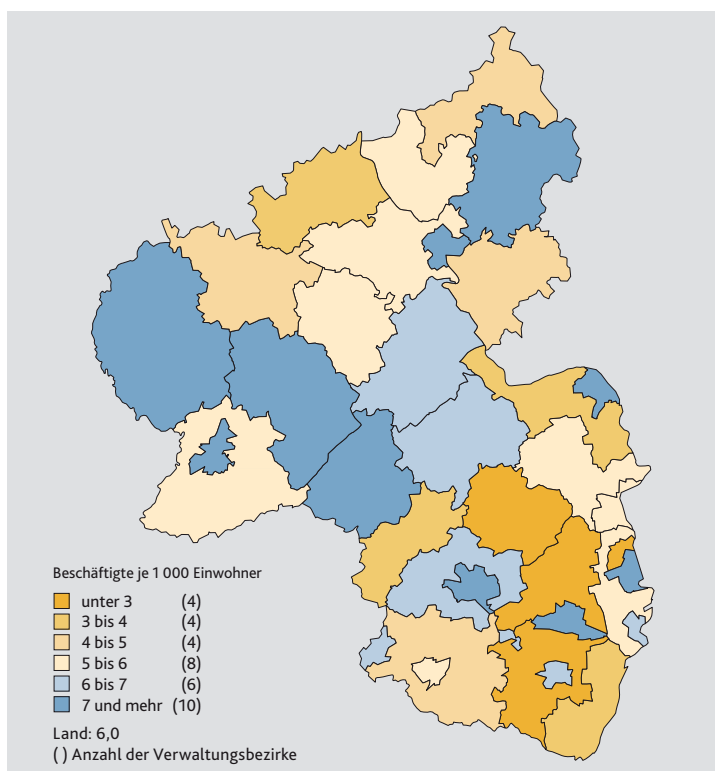 Beschäftigte je 1 000 Einwohner
unter 3 (4)
3 bis 4 (4)
4 bis 5 (4)
5 bis 6 (8)
6 bis 7 (6)
7 und mehr (10)
Land: 6,0
( ) Anzahl der Verwaltungsbezirke